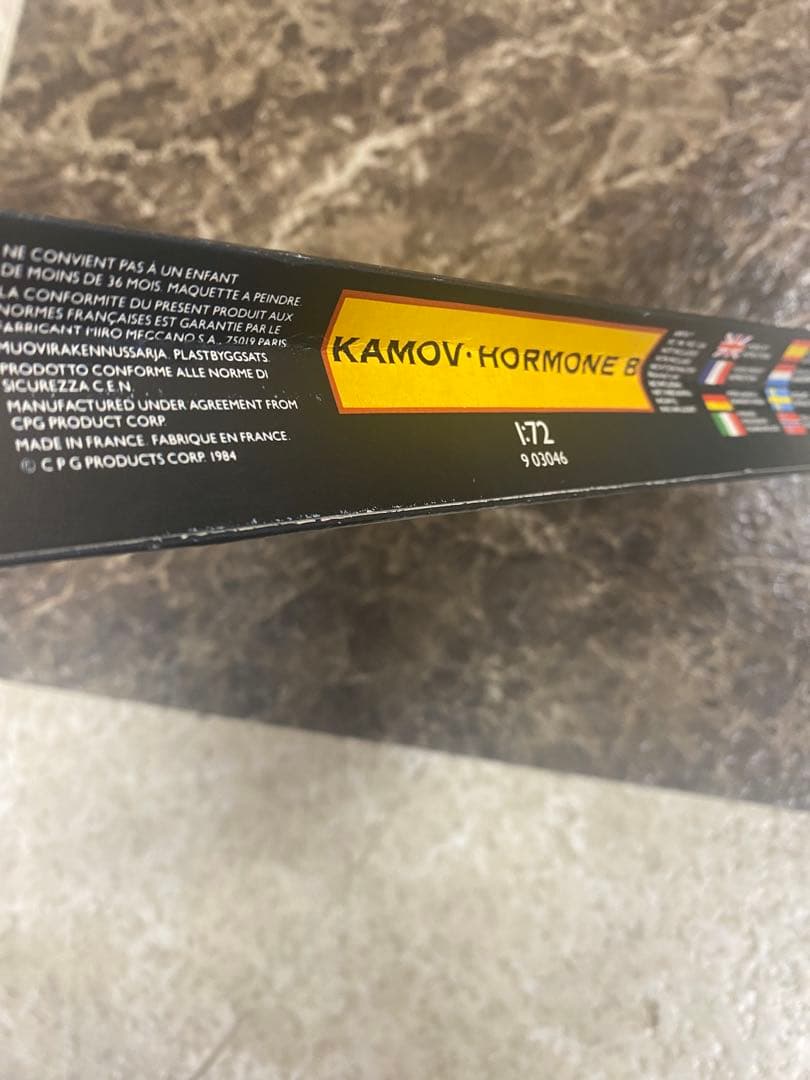 NE CONVIENT PAS À UN ENFANT
DE MOINS DE 36 MOIS. MAQUETTE A PEINDRE.
LA CONFORMITE DU PRESENT PRODUIT AUX
NORMES FRANÇAISES EST GARANTIE PAR LE
FABRICANT MIRO MECCANO S.A., 75019 PARIS.
MUOVIRAKENNUSSARJA. PLASTBYGGSATS.
PRODOTTO CONFORME ALLE NORME DI
SICUREZZA C.E.N.
MANUFACTURED UNDER AGREEMENT FROM
CPG PRODUCT CORP.
MADE IN FRANCE. FABRIQUE EN FRANCE.
© C P G PRODUCTS CORP. 1984
KAMOV·HORMONE B
1:72
9 03046